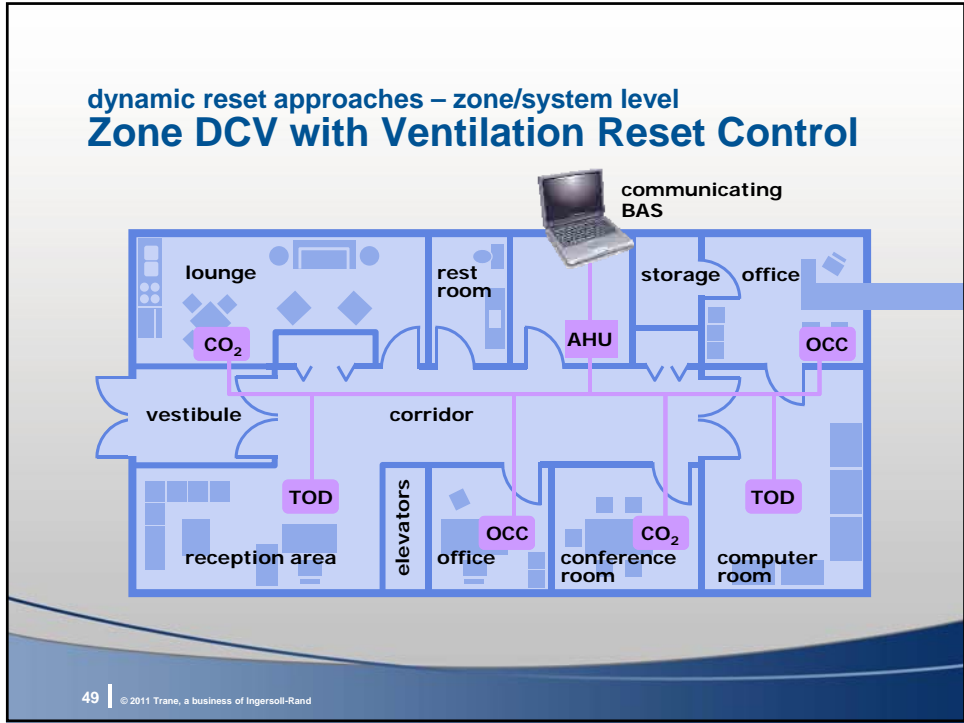 dynamic reset approaches – zone/system level
Zone DCV with Ventilation Reset Control
communicating
BAS
lounge
rest
room
storage
office
CO₂
AHU
OCC
vestibule
corridor
TOD
elevators
OCC
CO₂
TOD
reception area
office
conference
room
computer
room
49
© 2011 Trane, a business of Ingersoll-Rand